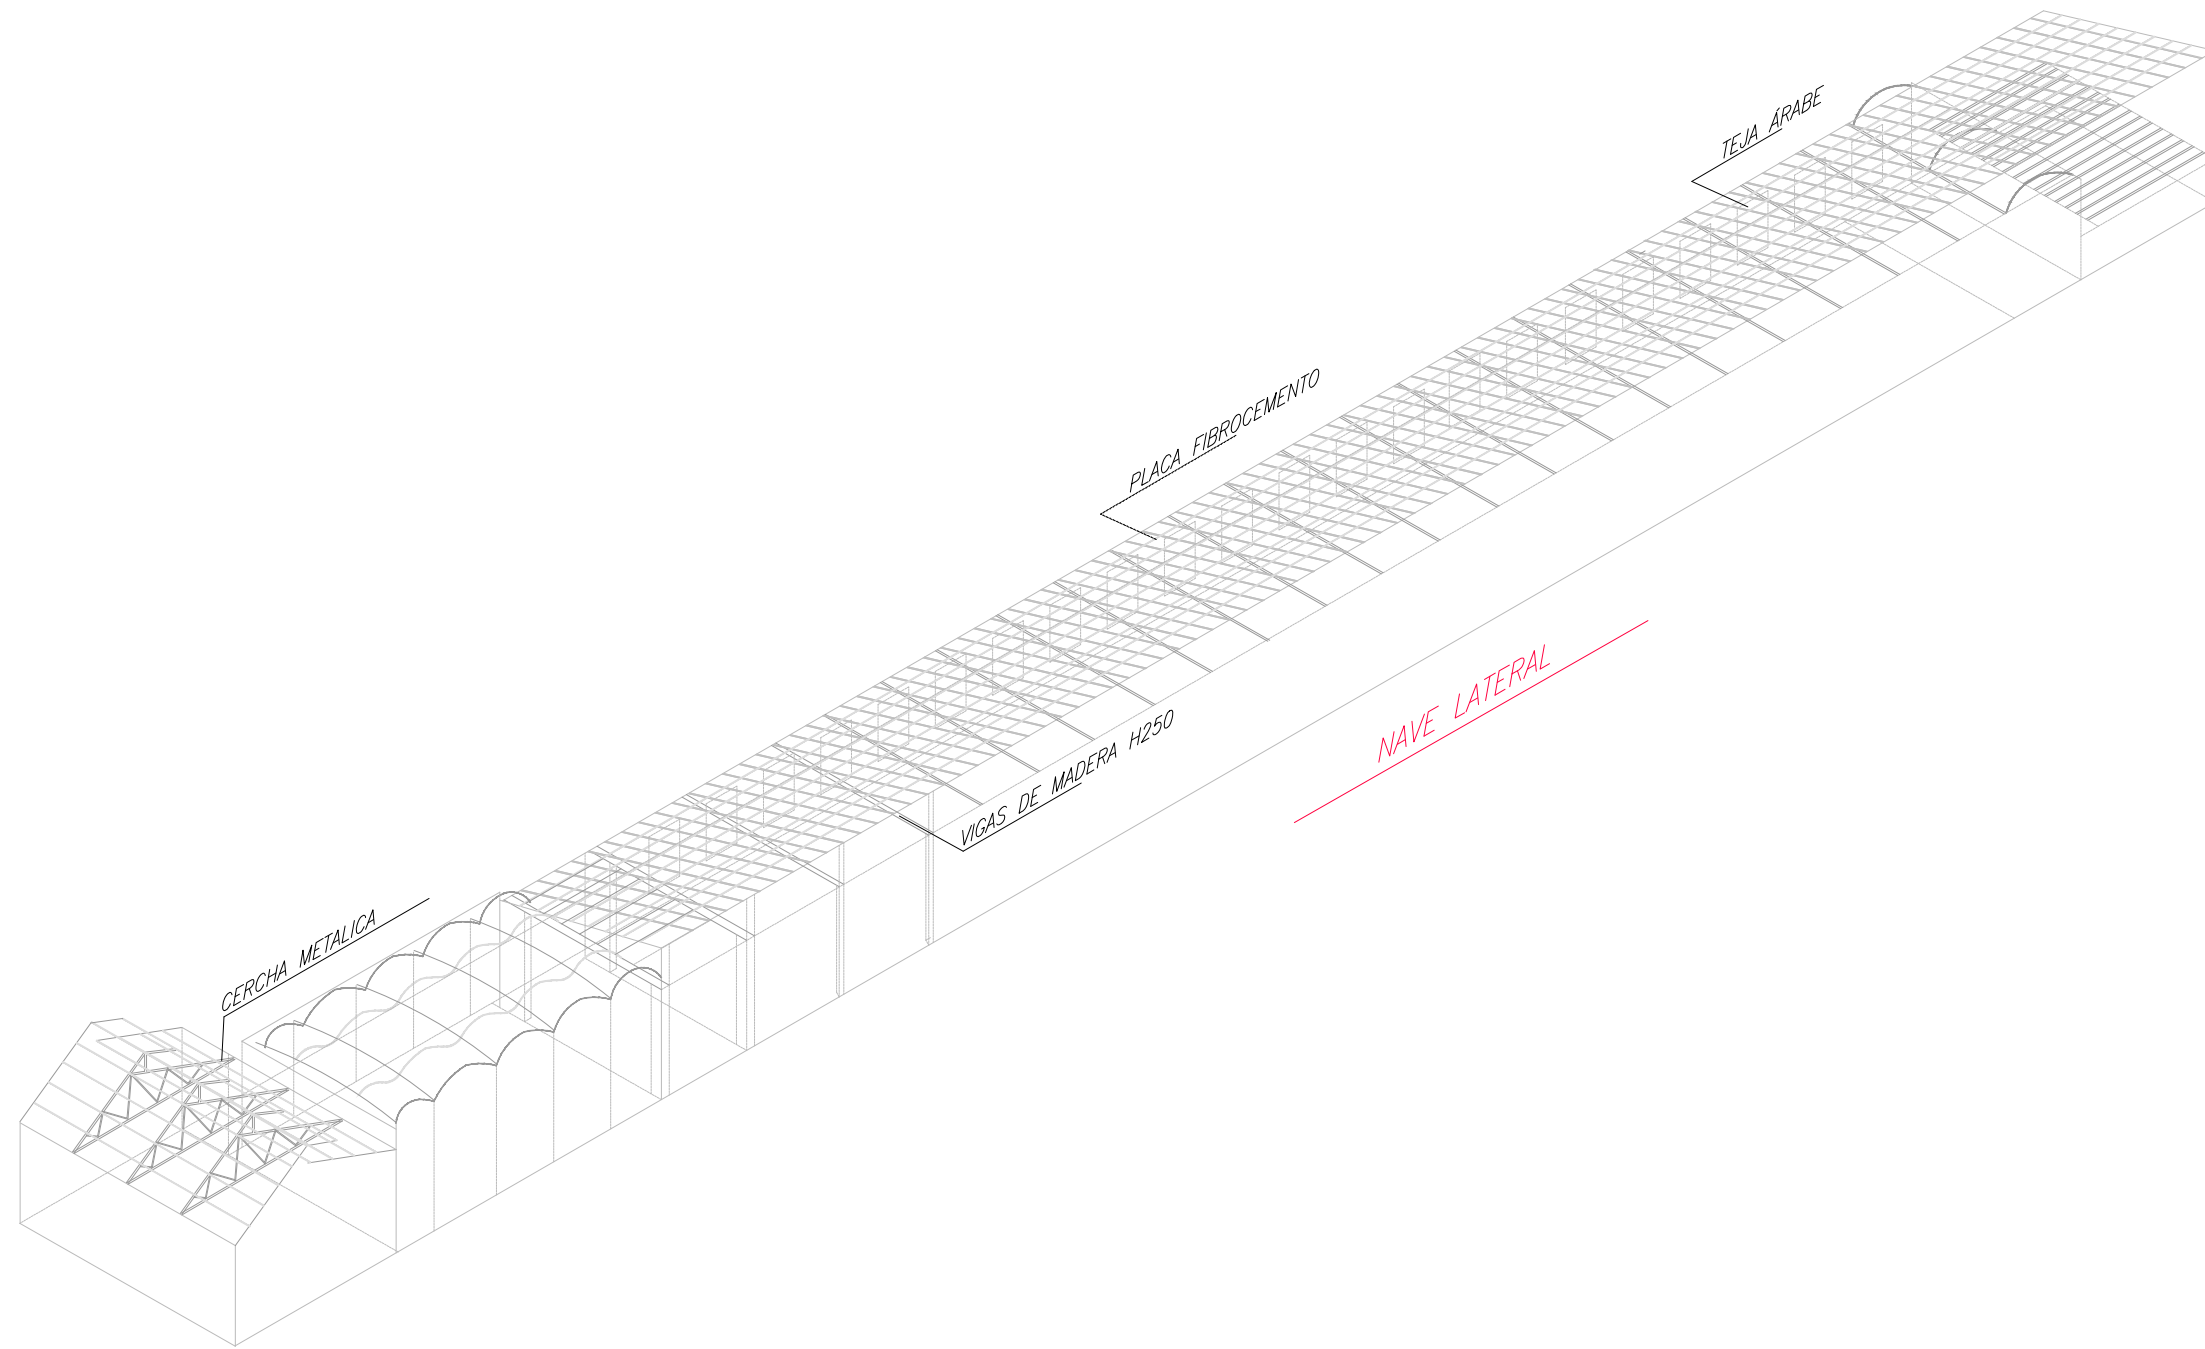 TEJA ÁRABE
PLACA FIBROCEMENTO
NAVE LATERAL
VIGAS DE MADERA H250
CERCHA METALICA